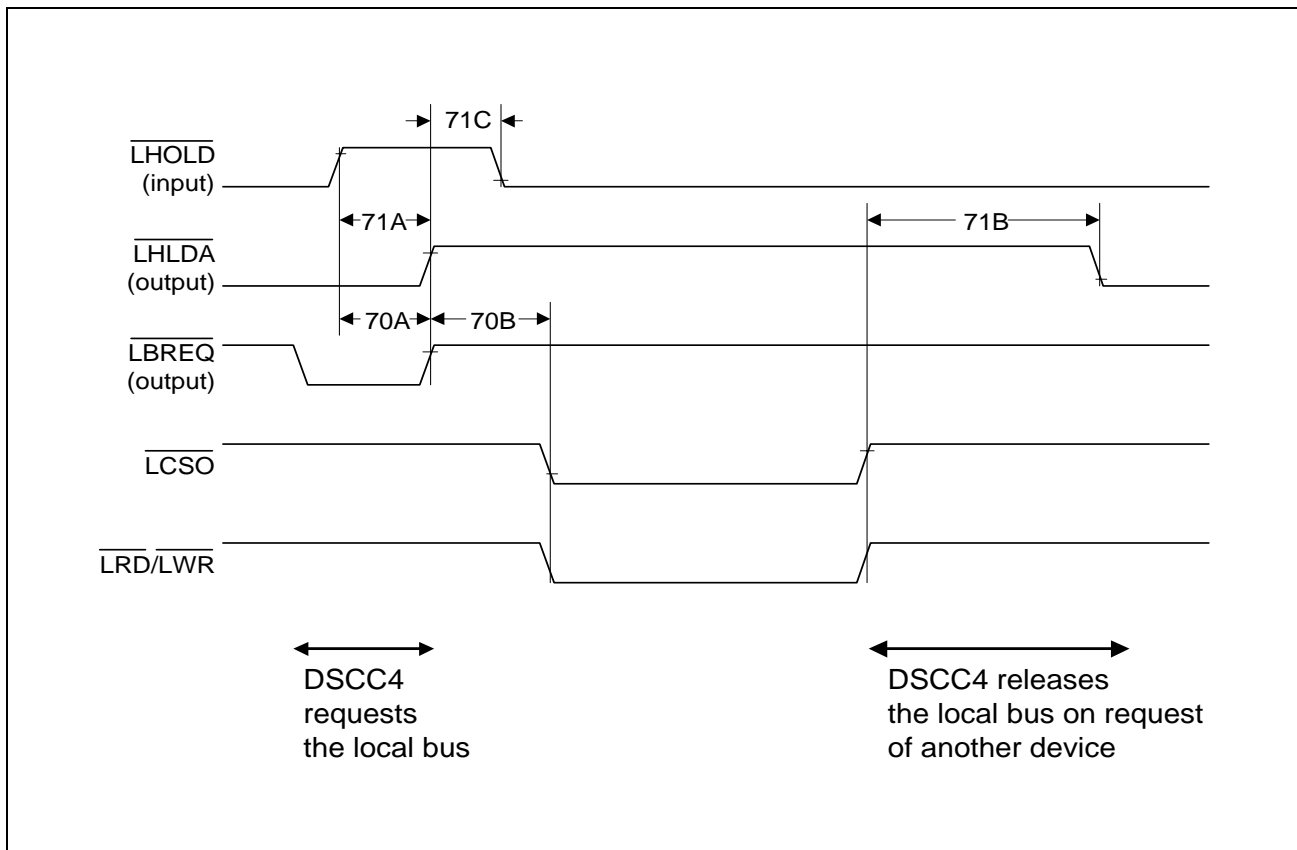 71C
LHOLD
(input)
71A
71B
LHLDA
(output)
70A
70B
LBREQ
(output)
LCSO
LRD/LWR
DSCC4
requests
the local bus
DSCC4 releases
the local bus on request
of another device